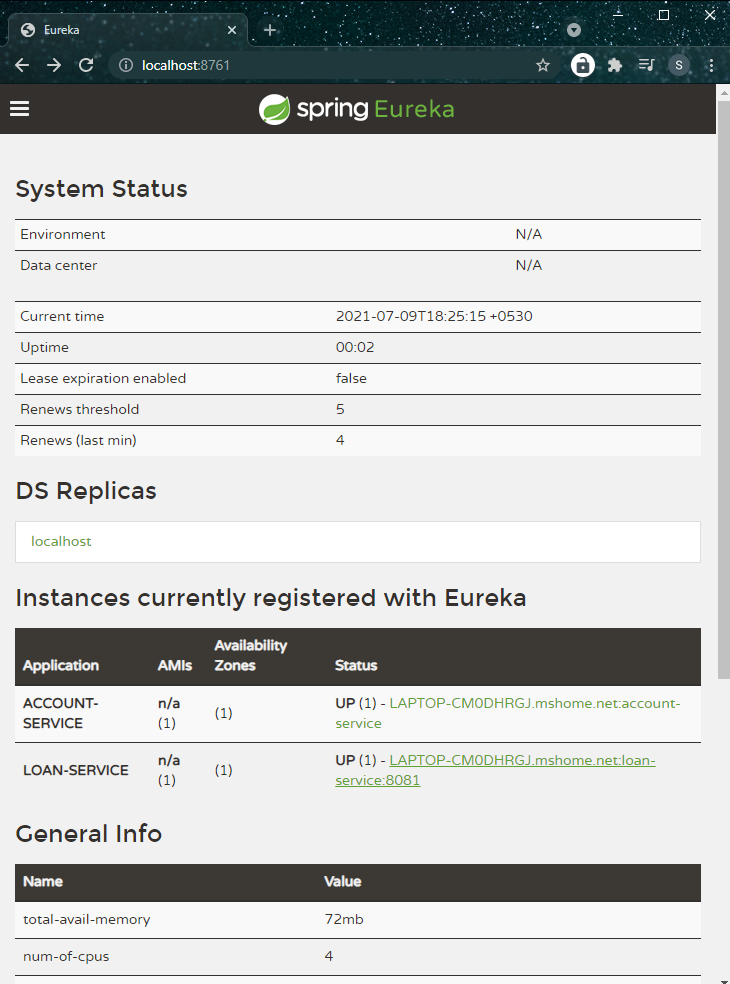 Eureka
localhost:8761
S
spring Eureka
System Status
Environment N/A
Data center N/A
Current time 2021-07-09T18:25:15 +0530
Uptime 00:02
Lease expiration enabled false
Renews threshold 5
Renews (last min) 4
DS Replicas
localhost
Instances currently registered with Eureka
Availability
Application AMIs Zones Status
ACCOUNT- n/a UP (1) - LAPTOP-CM0DHRGJ.mshome.net:account-
SERVICE (1) (1) service
LOAN-SERVICE n/a (1) UP (1) - LAPTOP-CM0DHRGJ.mshome.net:loan-
(1) service:8081
General Info
Name Value
total-avail-memory 72mb
num-of-cpus 4